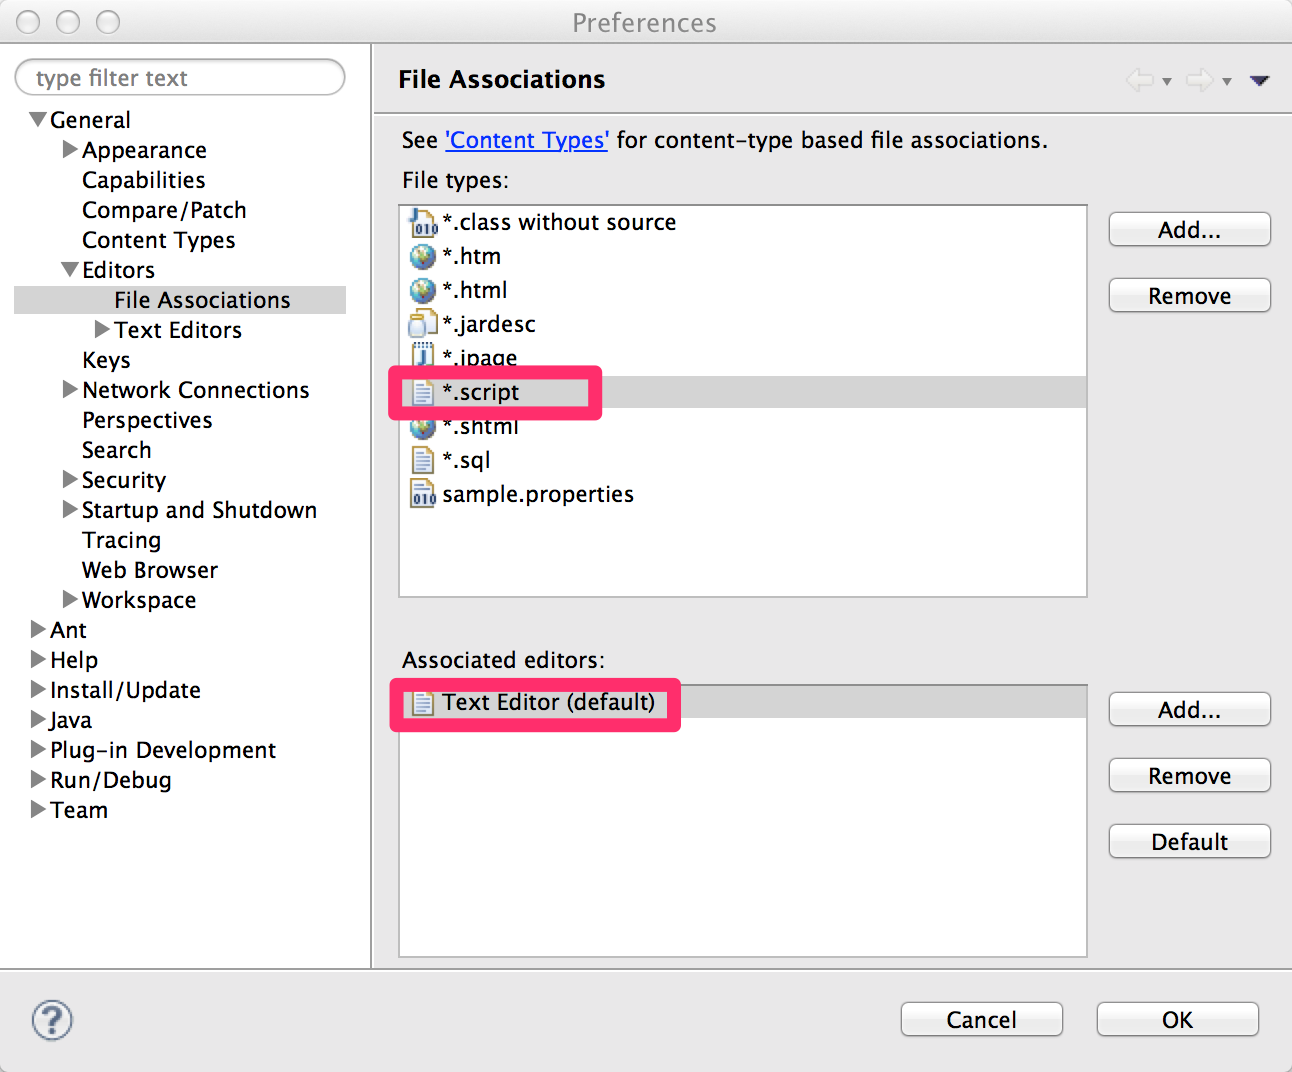 Preferences
type filter text
General
Appearance
Capabilities
Compare/Patch
Content Types
Editors
File Associations
Text Editors
Keys
Network Connections
Perspectives
Search
Security
Startup and Shutdown
Tracing
Web Browser
Workspace
Ant
Help
Install/Update
Java
Plug-in Development
Run/Debug
Team
File Associations
See 'Content Types' for content-type based file associations.
File types:
*.class without source
*.htm
*.html
*.jardesc
*.jpage
*.script
*.shtml
*.sql
sample.properties
Add...
Remove
Associated editors:
Text Editor (default)
Add...
Remove
Default
Cancel
OK